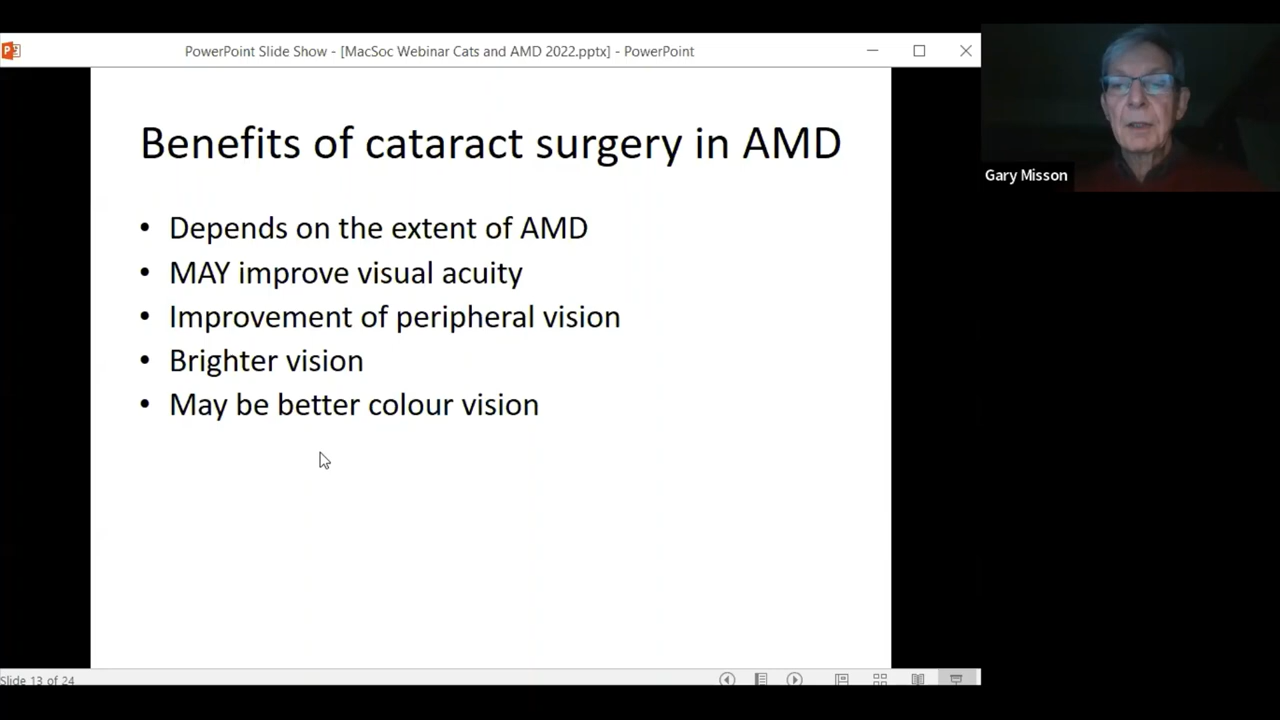 PowerPoint Slide Show - [MacSoc Webinar Cats and AMD 2022.pptx] - PowerPoint
Gary Misson
Benefits of cataract surgery in AMD
• Depends on the extent of AMD
• MAY improve visual acuity
• Improvement of peripheral vision
• Brighter vision
• May be better colour vision
Slide 13 of 24